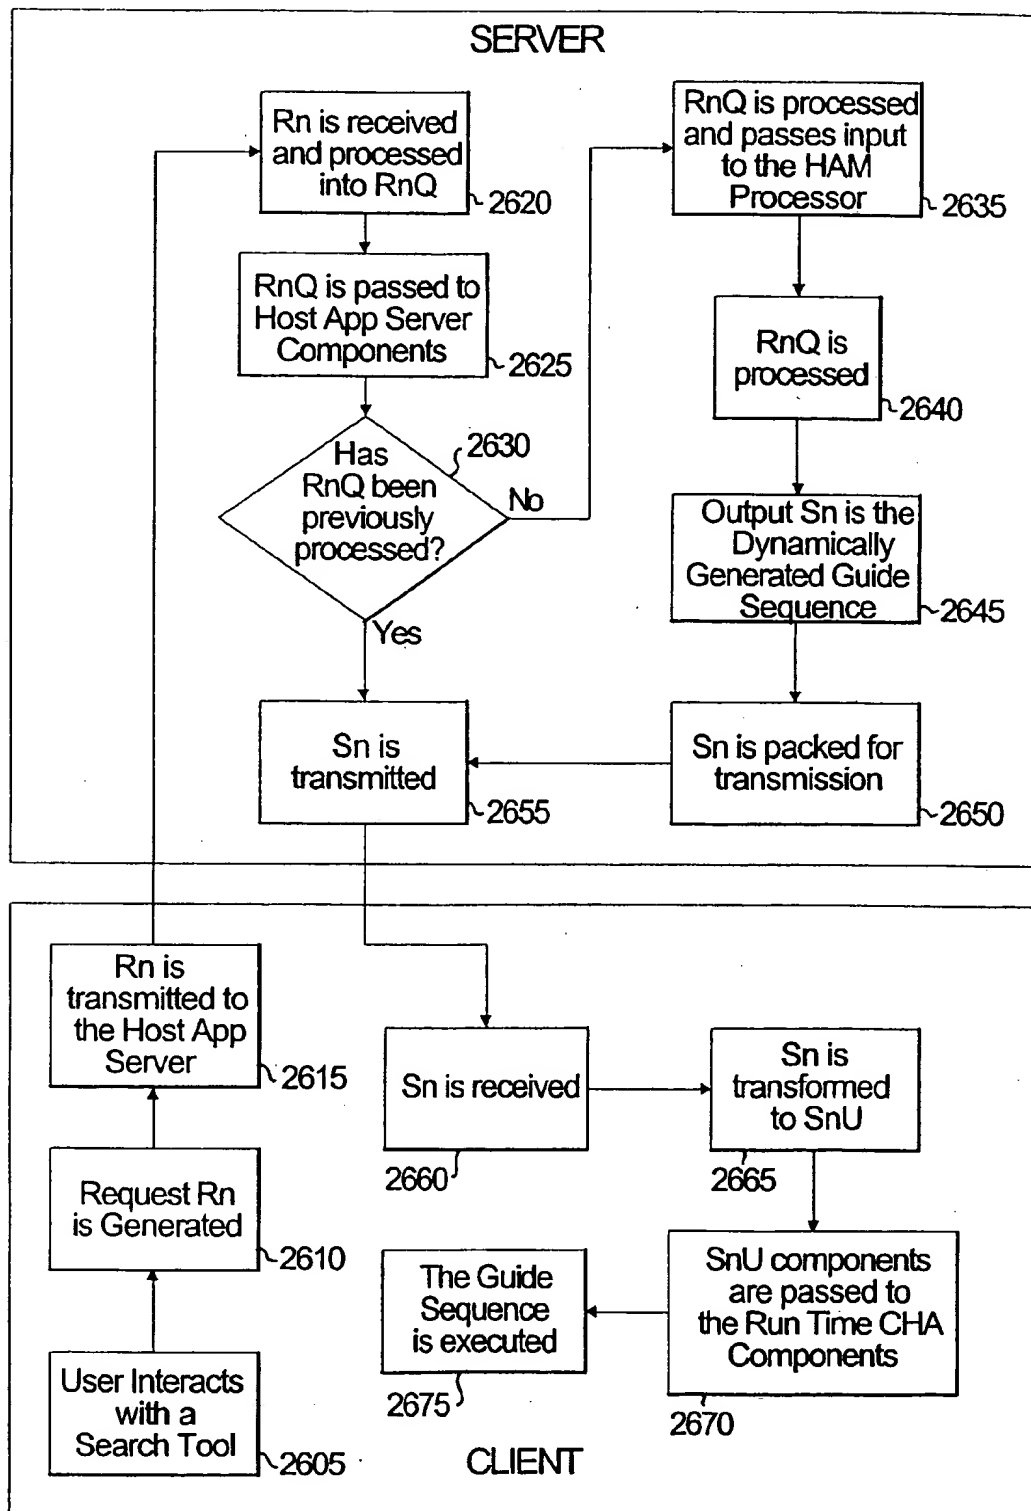 SERVER
Rn is received
and processed
into RnQ
2620
RnQ is passed to
Host App Server
Components
2625
Has
RnQ been
previously
processed?
2630
No
Yes
RnQ is processed
and passes input
to the HAM
Processor
2635
RnQ is
processed
2640
Output Sn is the
Dynamically
Generated Guide
Sequence
2645
Sn is packed for
transmission
2650
Sn is
transmitted
2655
Rn is
transmitted to
the Host App
Server
2615
Request Rn
is Generated
2610
User Interacts
with a
Search Tool
2605
Sn is received
2660
Sn is
transformed
to SnU
2665
SnU components
are passed to
the Run Time CHA
Components
2670
The Guide
Sequence
is executed
2675
CLIENT